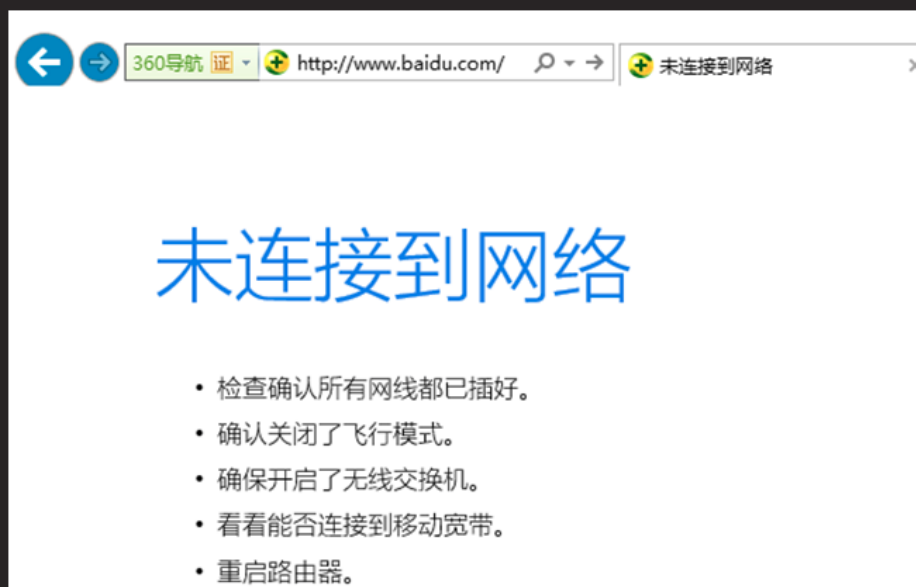 360导航 证 http://www.baidu.com/ 未连接到网络
未连接到网络
• 检查确认所有网线都已插好。
• 确认关闭了飞行模式。
• 确保开启了无线交换机。
• 看看能否连接到移动宽带。
• 重启路由器。